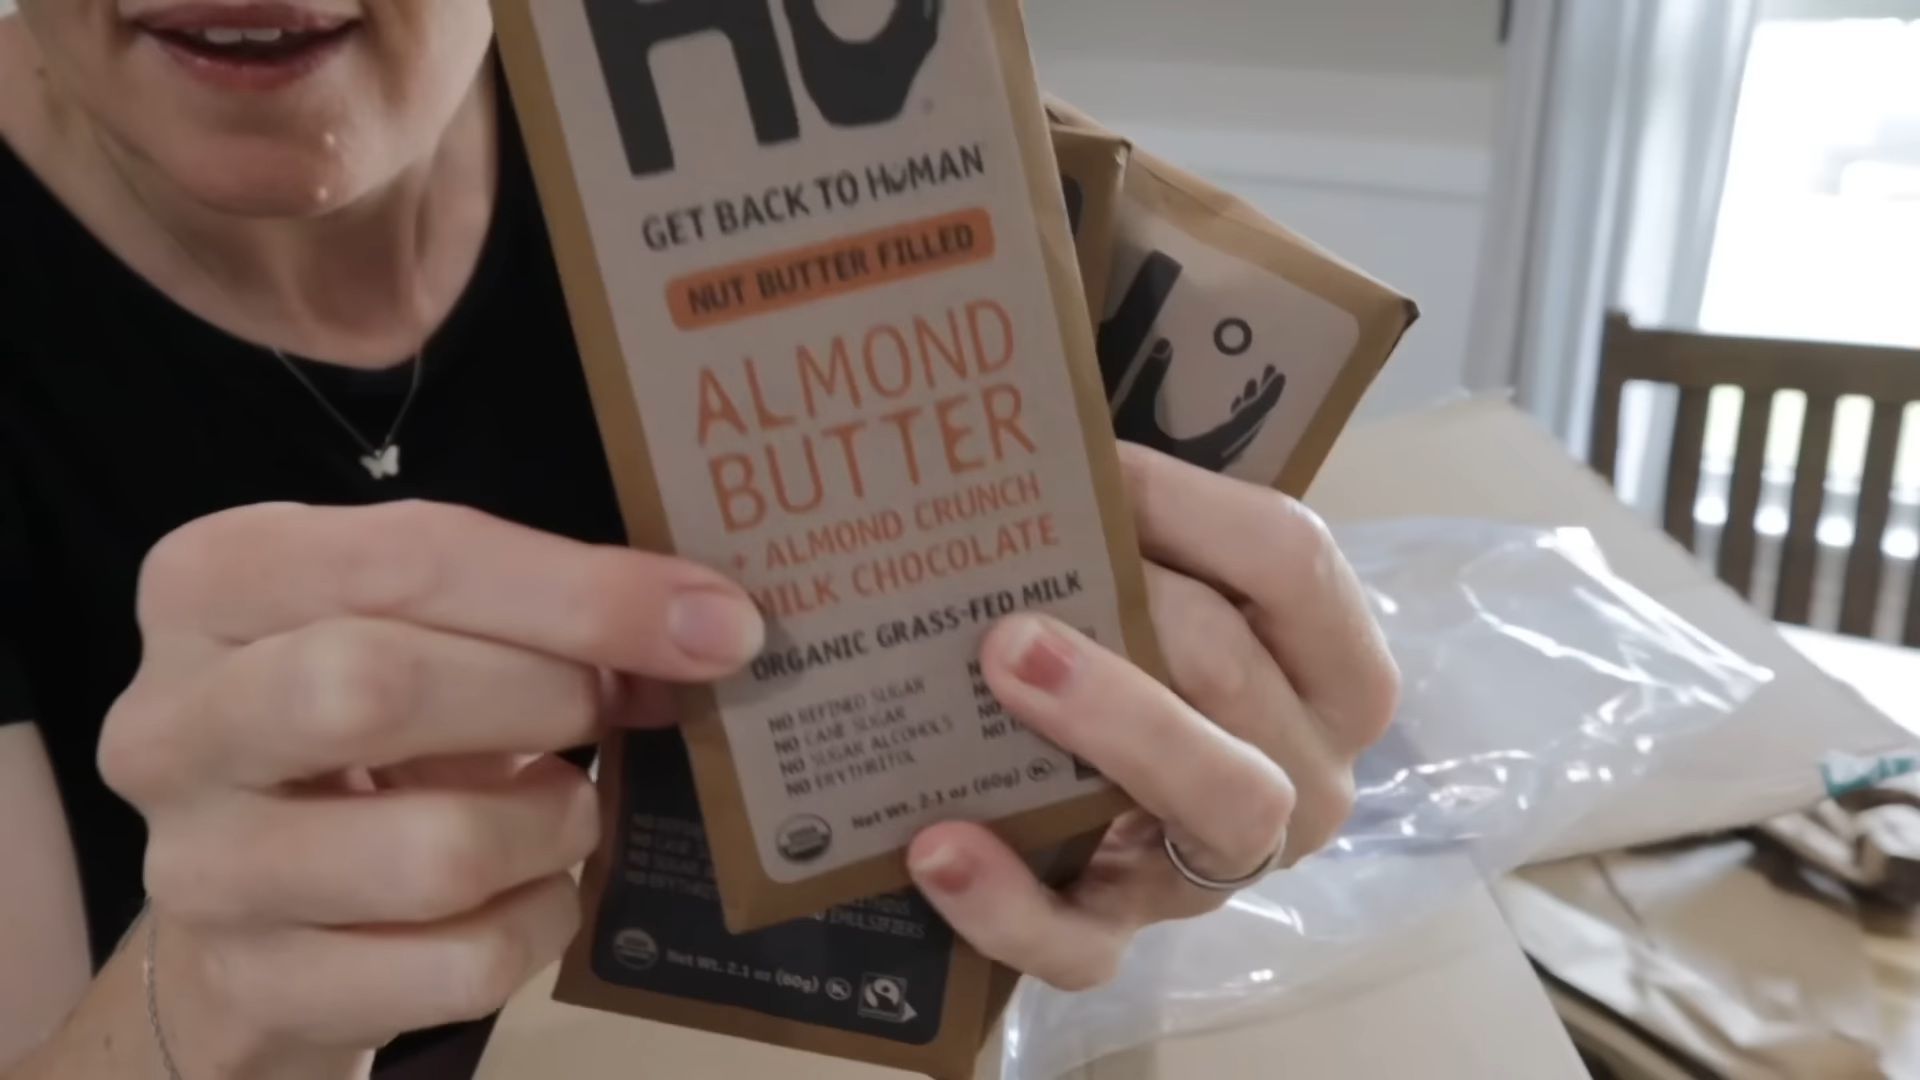 HU
GET BACK TO HUMAN
NUT BUTTER FILLED
ALMOND
BUTTER
+ ALMOND CRUNCH
MILK CHOCOLATE
ORGANIC GRASS-FED MILK
NO REFINED SUGAR
NO CANE SUGAR
NO SUGAR ALCOHOLS
NO ERYTHRITOL
Net Wt. 2.1 oz (60g)
EMULSIFIERS
Net Wt. 2.1 oz (60g)